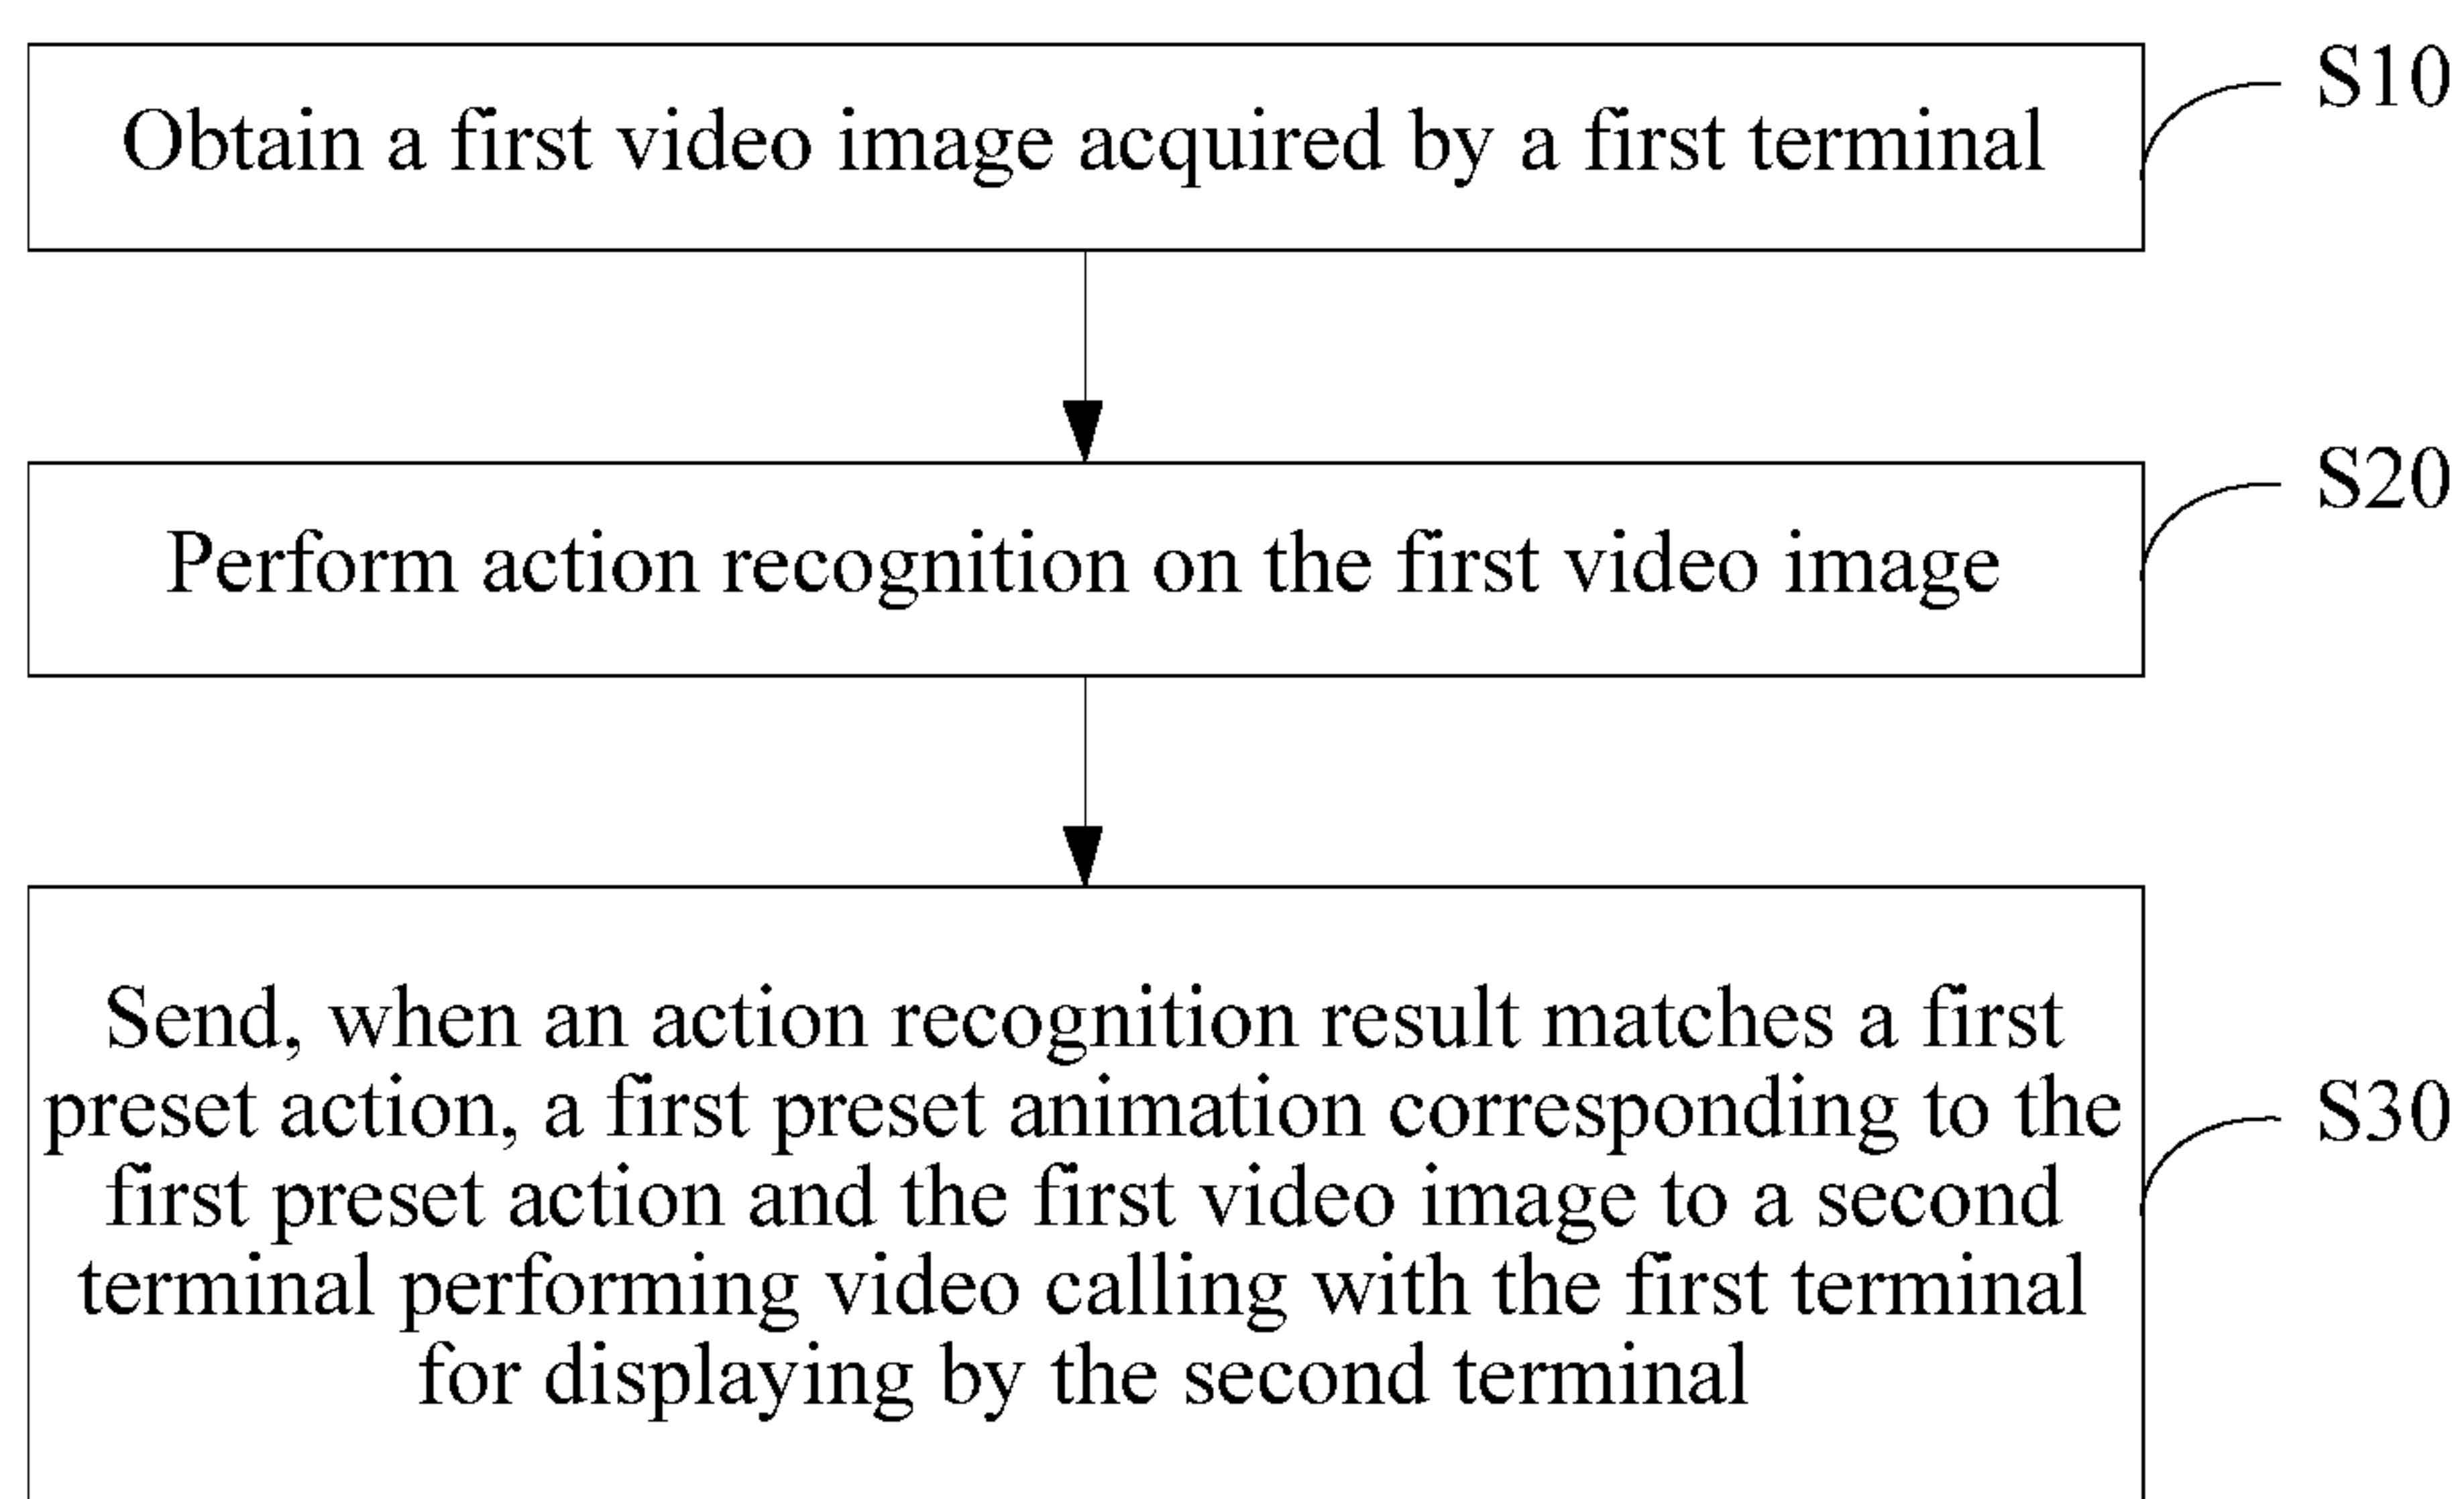 Obtain a first video image acquired by a first terminal
S10
Perform action recognition on the first video image
S20
Send, when an action recognition result matches a first
preset action, a first preset animation corresponding to the
first preset action and the first video image to a second
terminal performing video calling with the first terminal
for displaying by the second terminal
S30